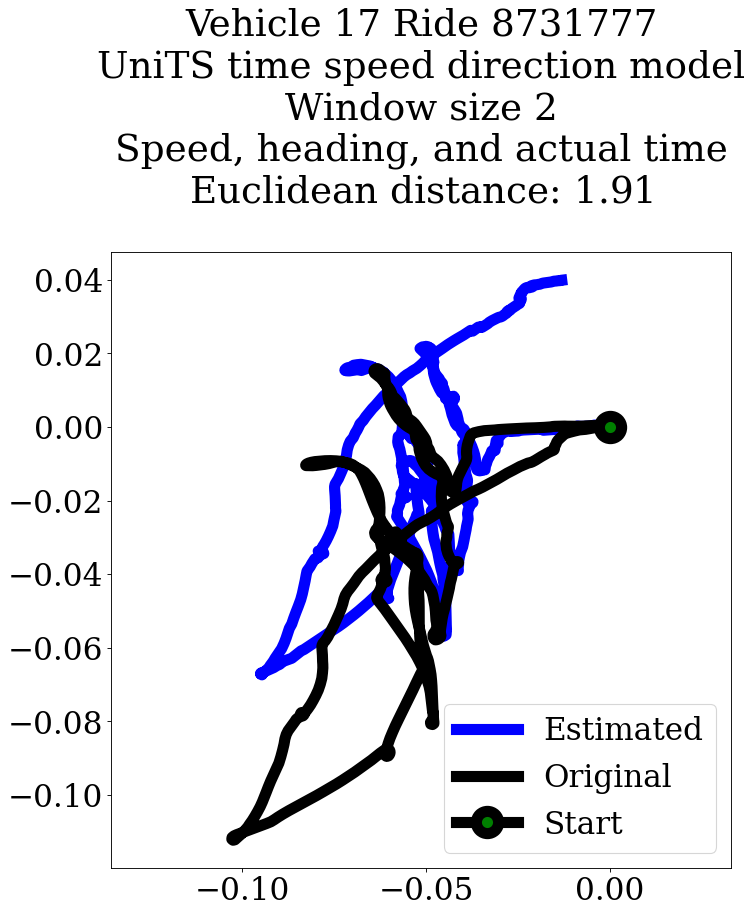 Vehicle 17 Ride 8731777
UniTS time speed direction model
Window size 2
Speed, heading, and actual time
Euclidean distance: 1.91
0.04
0.02
0.00
−0.02
−0.04
−0.06
−0.08
−0.10
Estimated
Original
Start
−0.10
−0.05
0.00